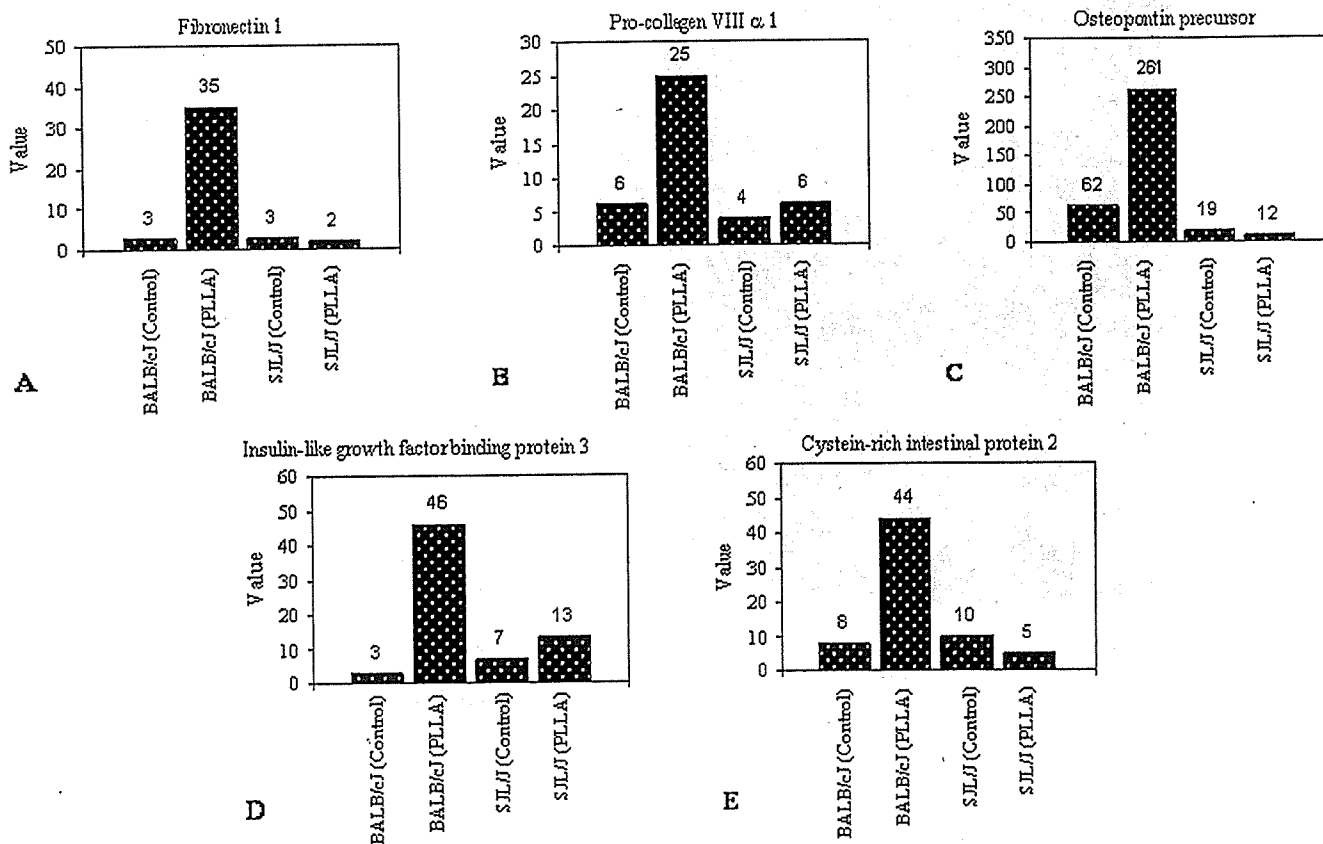 Fibronectin 1
Value
50
40
30
20
10
0
3
35
3
2
BALB/cJ (Control)
BALB/cJ (PLLA)
SJL/J (Control)
SJL/J (PLLA)
A
Pro-collagen VIII α 1
Value
30
25
20
15
10
5
0
6
25
4
6
BALB/cJ (Control)
BALB/cJ (PLLA)
SJL/J (Control)
SJL/J (PLLA)
B
Osteopontin precursor
Value
350
300
250
200
150
100
50
0
62
261
19
12
BALB/cJ (Control)
BALB/cJ (PLLA)
SJL/J (Control)
SJL/J (PLLA)
C
Insulin-like growth factor binding protein 3
Value
60
50
40
30
20
10
0
3
46
7
13
BALB/cJ (Control)
BALB/cJ (PLLA)
SJL/J (Control)
SJL/J (PLLA)
D
Cystein-rich intestinal protein 2
Value
60
50
40
30
20
10
0
8
44
10
5
BALB/cJ (Control)
BALB/cJ (PLLA)
SJL/J (Control)
SJL/J (PLLA)
E